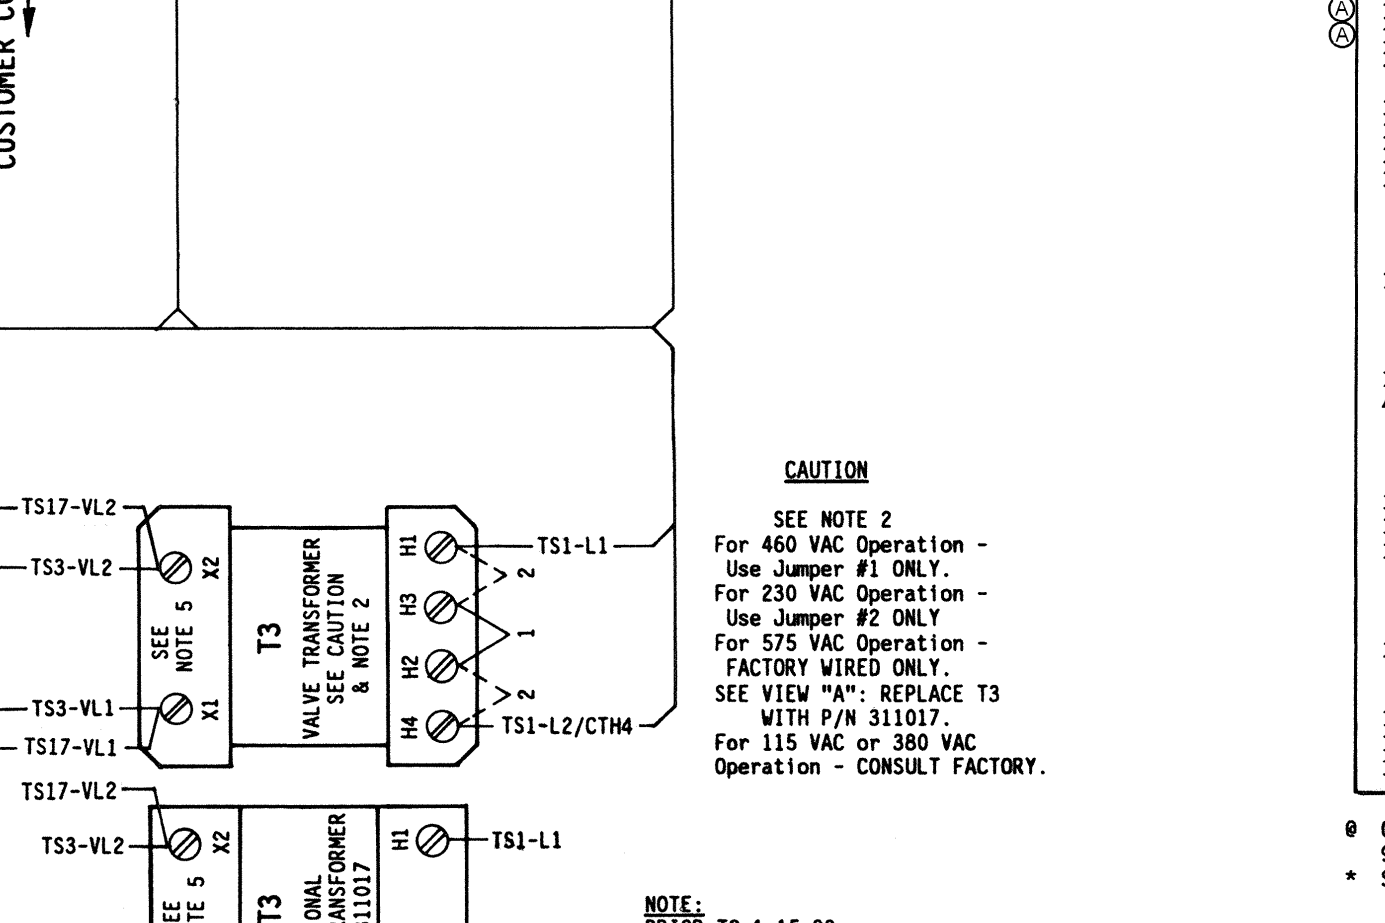 CUSTOMER
A
A
CAUTION
SEE NOTE 2
For 460 VAC Operation -
Use Jumper #1 ONLY.
For 230 VAC Operation -
Use Jumper #2 ONLY
For 575 VAC Operation -
FACTORY WIRED ONLY.
SEE VIEW "A": REPLACE T3
WITH P/N 311017.
For 115 VAC or 380 VAC
Operation - CONSULT FACTORY.
TS17-VL2
TS3-VL2
TS3-VL1
TS17-VL1
X2
SEE
NOTE 5
X1
T3
VALVE TRANSFORMER
SEE CAUTION
& NOTE 2
H1
H3
H2
H4
2
1
2
TS1-L1
TS1-L2/CTH4
TS17-VL2
TS3-VL2
X2
5
T3
311017
H1
TS1-L1
NOTE:
@
*